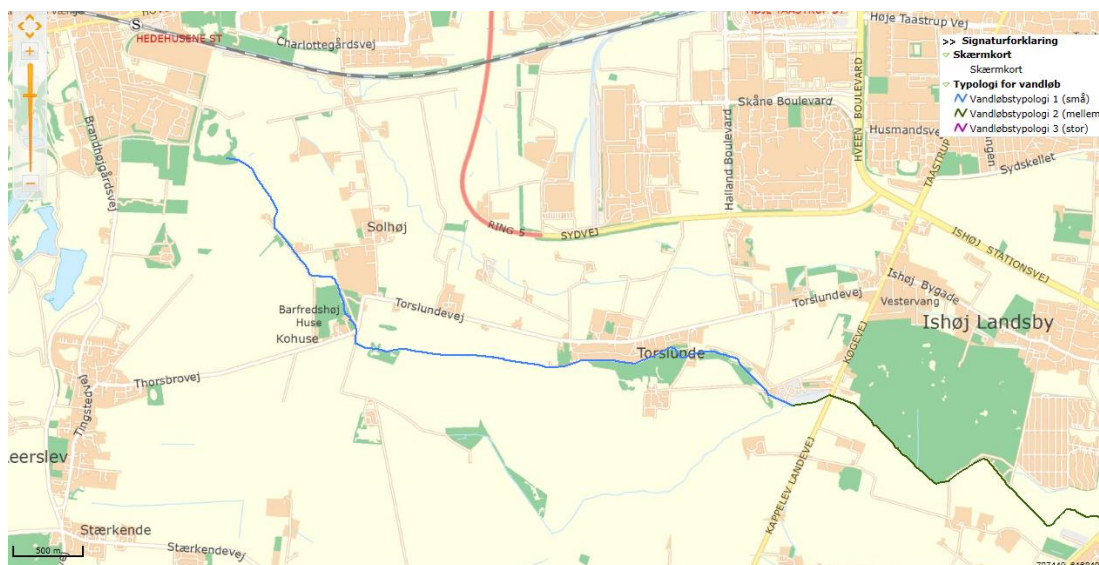 HEDEHUSENE ST
S
Charlottegårdsvej
Høje Taastrup Vej
>> Signaturforklaring
Skærmkort
Skærmkort
Typologi for vandløb
Vandløbstypologi 1 (små)
Vandløbstypologi 2 (mellem
Vandløbstypologi 3 (stor)
Skåne Boulevard
Husmandsvej
HVEEN BOULEVARD
TAASTRUP
Sydskellet
Halland Boulevard
Brandhøjgårdsvej
Solhøj
RING 5
SYDVEJ
ISHØJ STATIONSVEJ
Ishøj Bygade
Vestervang
Torslundevej
Torslundevej
Barfredshøj
Huse
Kohuse
Ishøj Landsby
KØGEVEJ
Torslunde
Thorsbrovej
Tingstedvej
eerslev
KAPPELEV LANDEVEJ
Stærkende
Stærkendevej
500 m